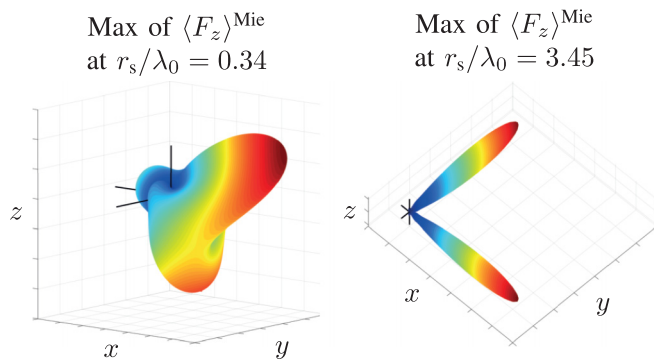 Max of ⟨F_z⟩^Mie
at r_s/λ_0 = 0.34
Max of ⟨F_z⟩^Mie
at r_s/λ_0 = 3.45
z
x
y
z
x
y